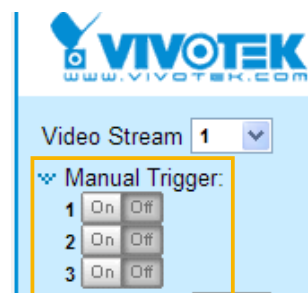 VIVOTEK
www.vivotek.com
Video Stream 1
Manual Trigger:
1 On Off
2 On Off
3 On Off